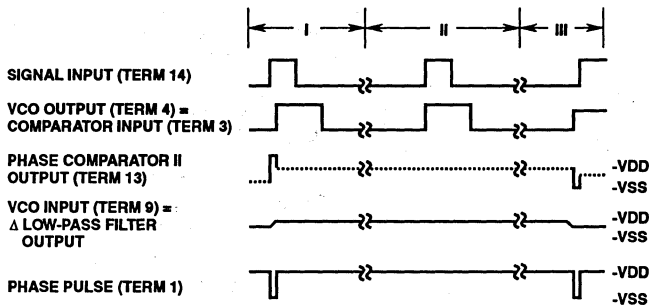 I II III
SIGNAL INPUT (TERM 14)
VCO OUTPUT (TERM 4) =
COMPARATOR INPUT (TERM 3)
PHASE COMPARATOR II
OUTPUT (TERM 13)
-VDD
-VSS
VCO INPUT (TERM 9) =
Δ LOW-PASS FILTER
OUTPUT
-VDD
-VSS
PHASE PULSE (TERM 1)
-VDD
-VSS